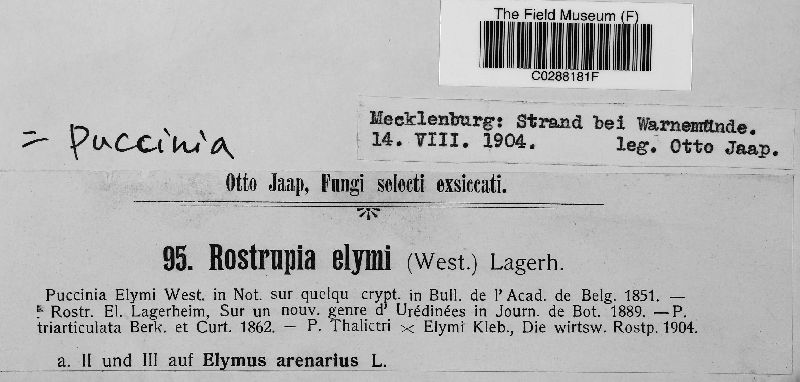 The Field Museum (F)
C0288181F
= Puccinia
Mecklenburg: Strand bei Warnemünde.
14. VIII. 1904. leg. Otto Jaap.
Otto Jaap, Fungi selecti exsiccati.
95. Rostrupia elymi (West.) Lagerh.
Puccinia Elymi West. in Not. sur quelqu crypt. in Bull. de l'Acad. de Belg. 1851. —
Rostr. El. Lagerheim, Sur un nouv. genre d'Urédinées in Journ. de Bot. 1889. — P.
triarticulata Berk. et Curt. 1862. — P. Thalictri × Elymi Kleb., Die wirtsw. Rostp. 1904.
a. II und III auf Elymus arenarius L.